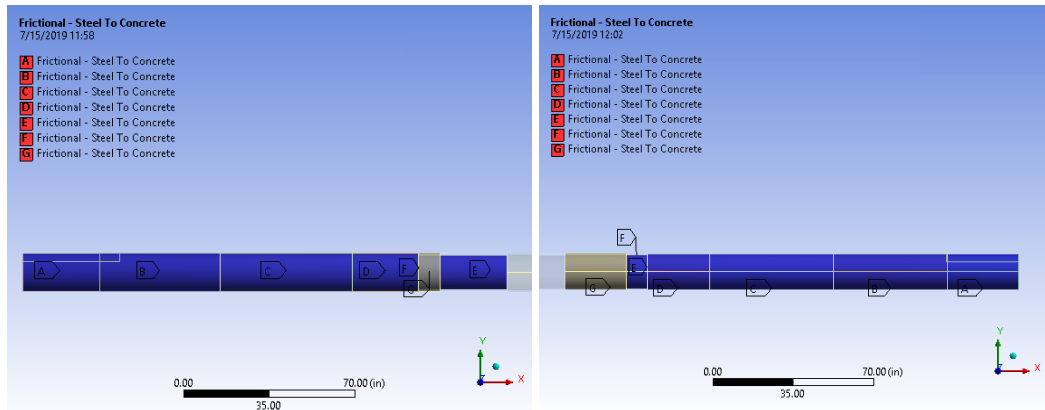 Frictional - Steel To Concrete
7/15/2019 11:58
A Frictional - Steel To Concrete
B Frictional - Steel To Concrete
C Frictional - Steel To Concrete
D Frictional - Steel To Concrete
E Frictional - Steel To Concrete
F Frictional - Steel To Concrete
G Frictional - Steel To Concrete
A B C D F G E
Y
X
Z
0.00 70.00 (in)
35.00
Frictional - Steel To Concrete
7/15/2019 12:02
A Frictional - Steel To Concrete
B Frictional - Steel To Concrete
C Frictional - Steel To Concrete
D Frictional - Steel To Concrete
E Frictional - Steel To Concrete
F Frictional - Steel To Concrete
G Frictional - Steel To Concrete
F
G E D C B A
Y
X
Z
0.00 70.00 (in)
35.00